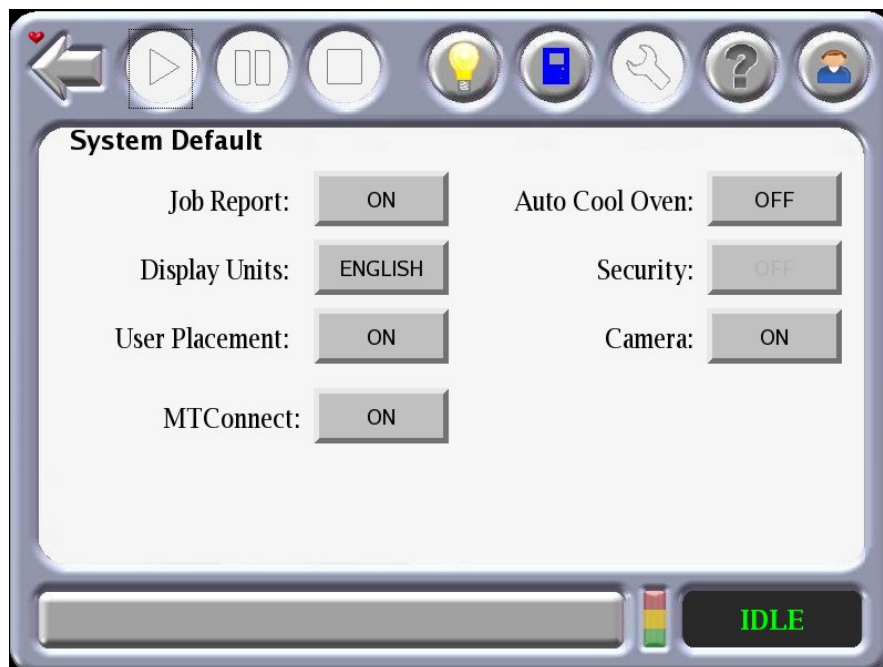 System Default
Job Report: ON Auto Cool Oven: OFF
Display Units: ENGLISH Security: OFF
User Placement: ON Camera: ON
MTConnect: ON
IDLE